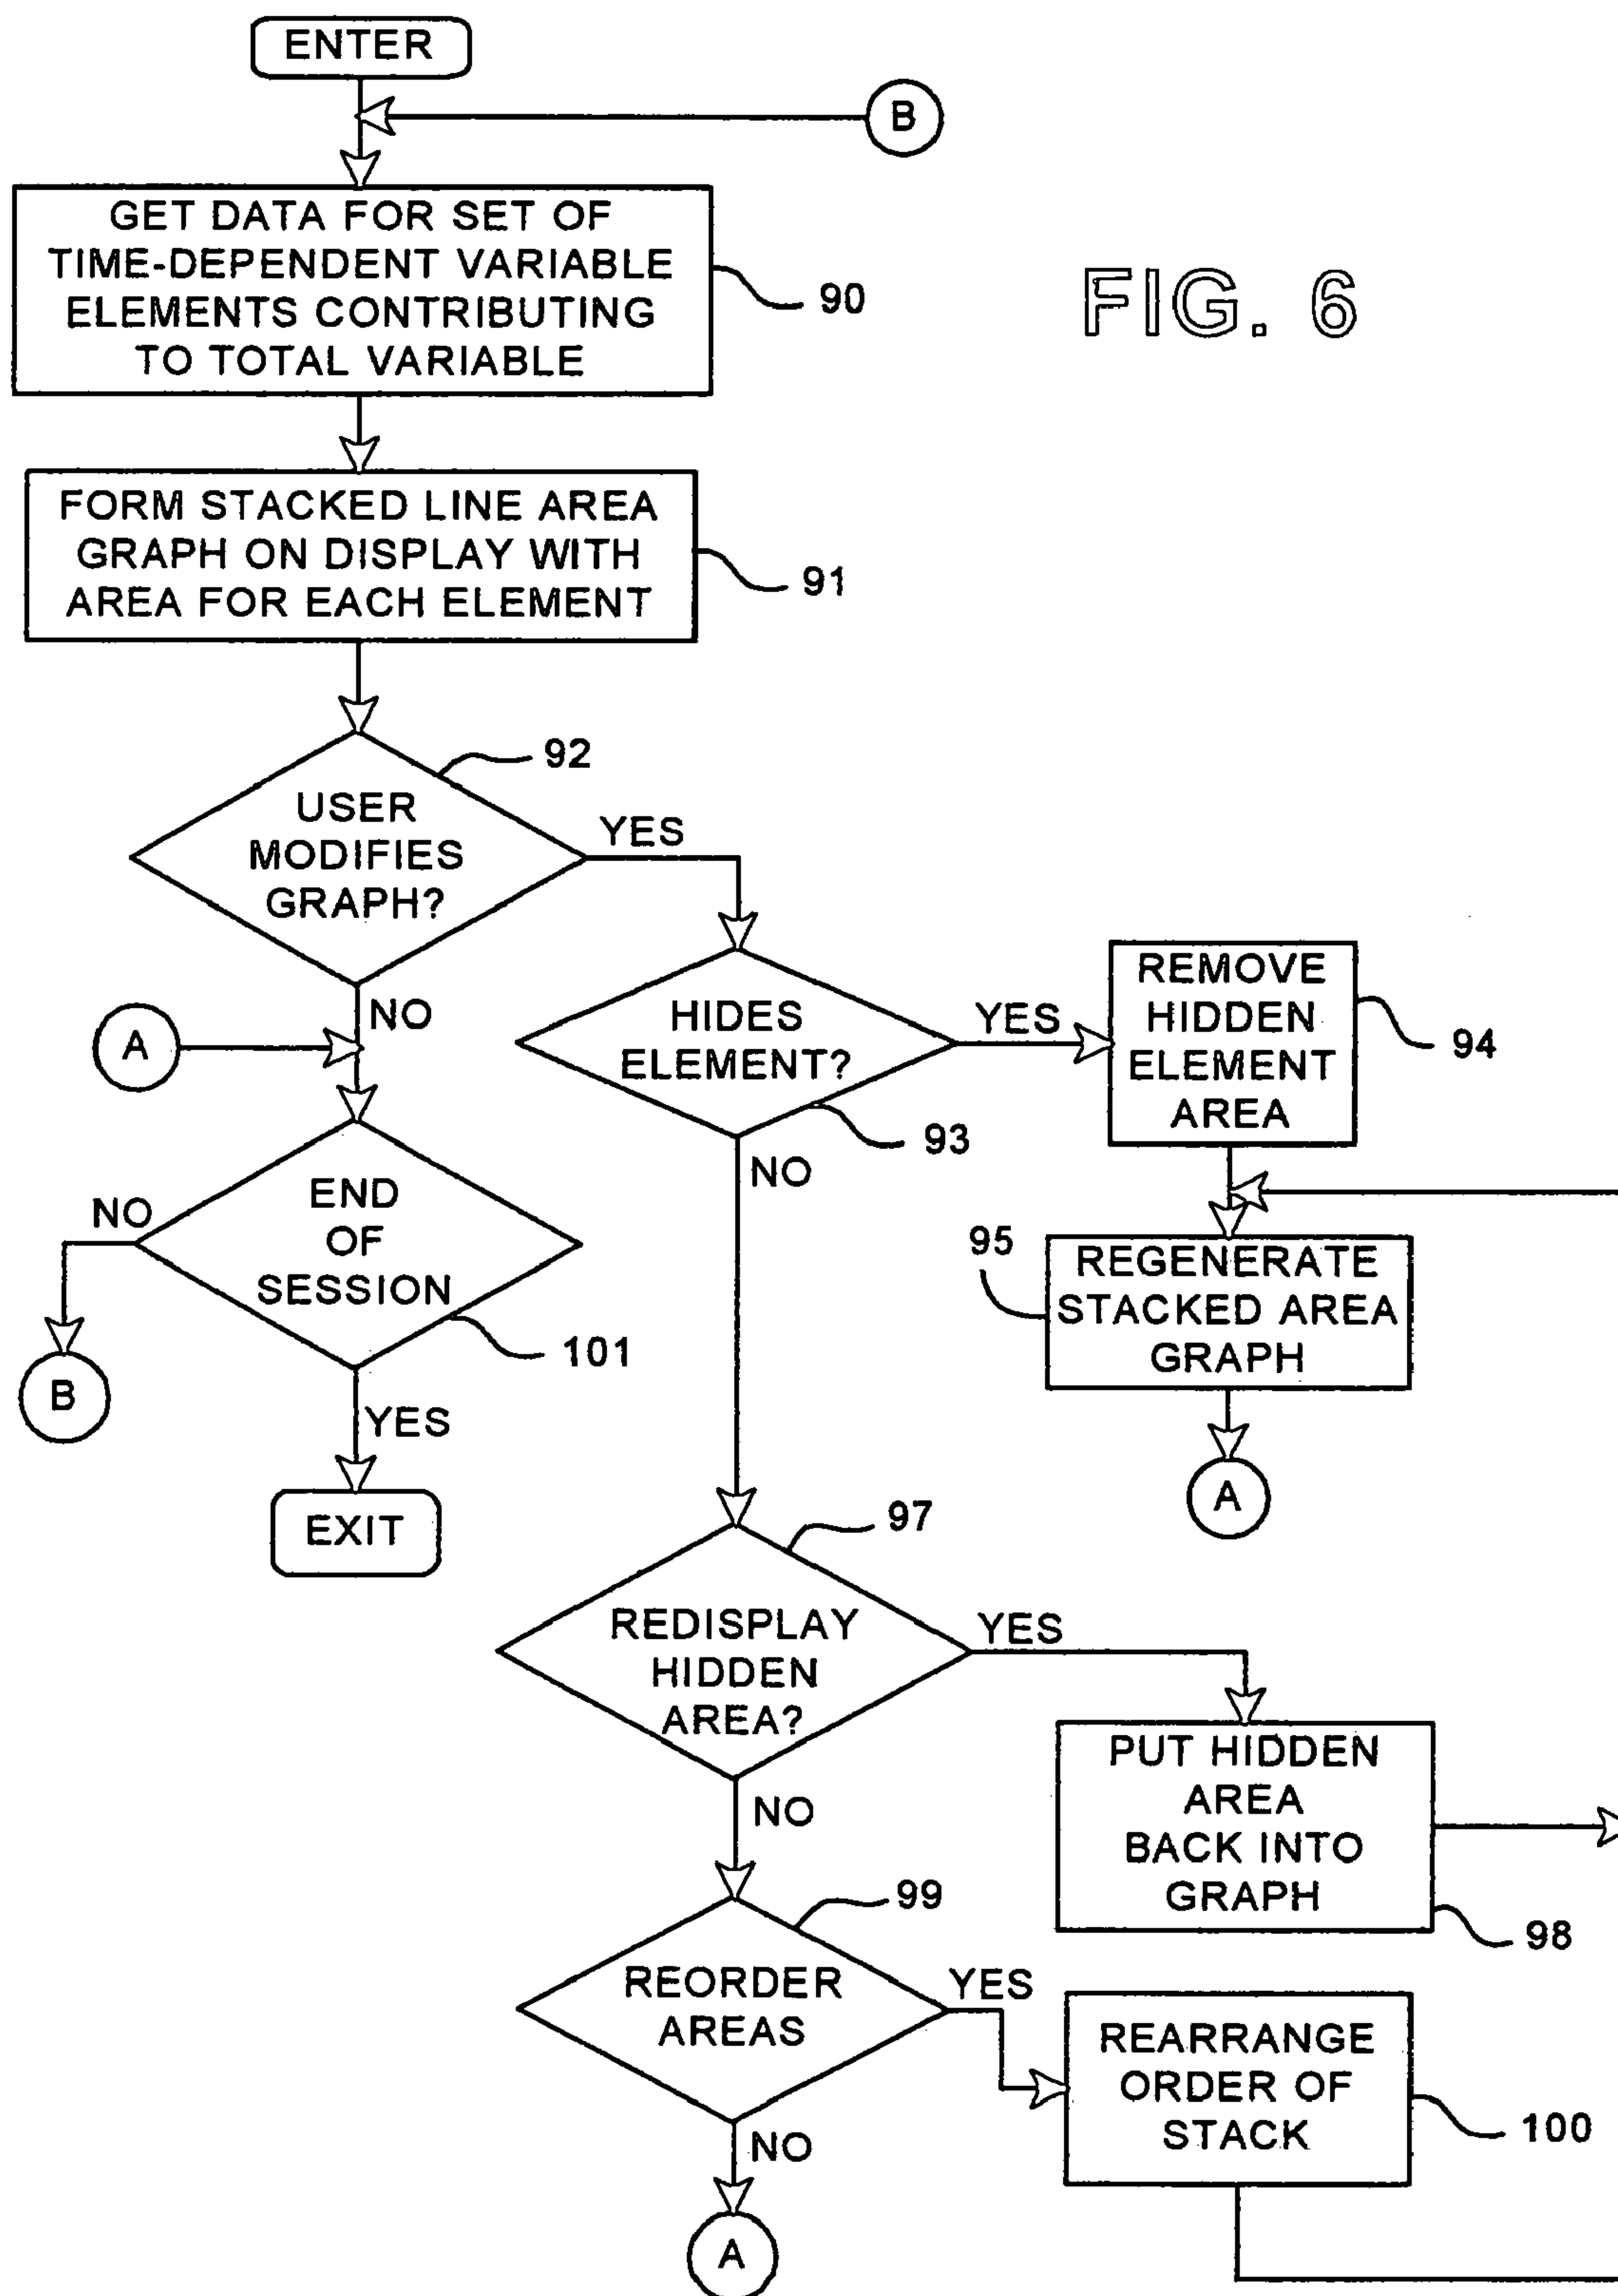 ENTER
B
GET DATA FOR SET OF
TIME-DEPENDENT VARIABLE
ELEMENTS CONTRIBUTING
TO TOTAL VARIABLE
90
FIG. 6
FORM STACKED LINE AREA
GRAPH ON DISPLAY WITH
AREA FOR EACH ELEMENT
91
92
USER
MODIFIES
GRAPH?
YES
NO
A
HIDES
ELEMENT?
YES
93
NO
REMOVE
HIDDEN
ELEMENT
AREA
94
END
OF
SESSION
NO
101
B
YES
EXIT
95
REGENERATE
STACKED AREA
GRAPH
A
97
REDISPLAY
HIDDEN
AREA?
YES
NO
PUT HIDDEN
AREA
BACK INTO
GRAPH
98
99
REORDER
AREAS
YES
NO
REARRANGE
ORDER OF
STACK
100
A